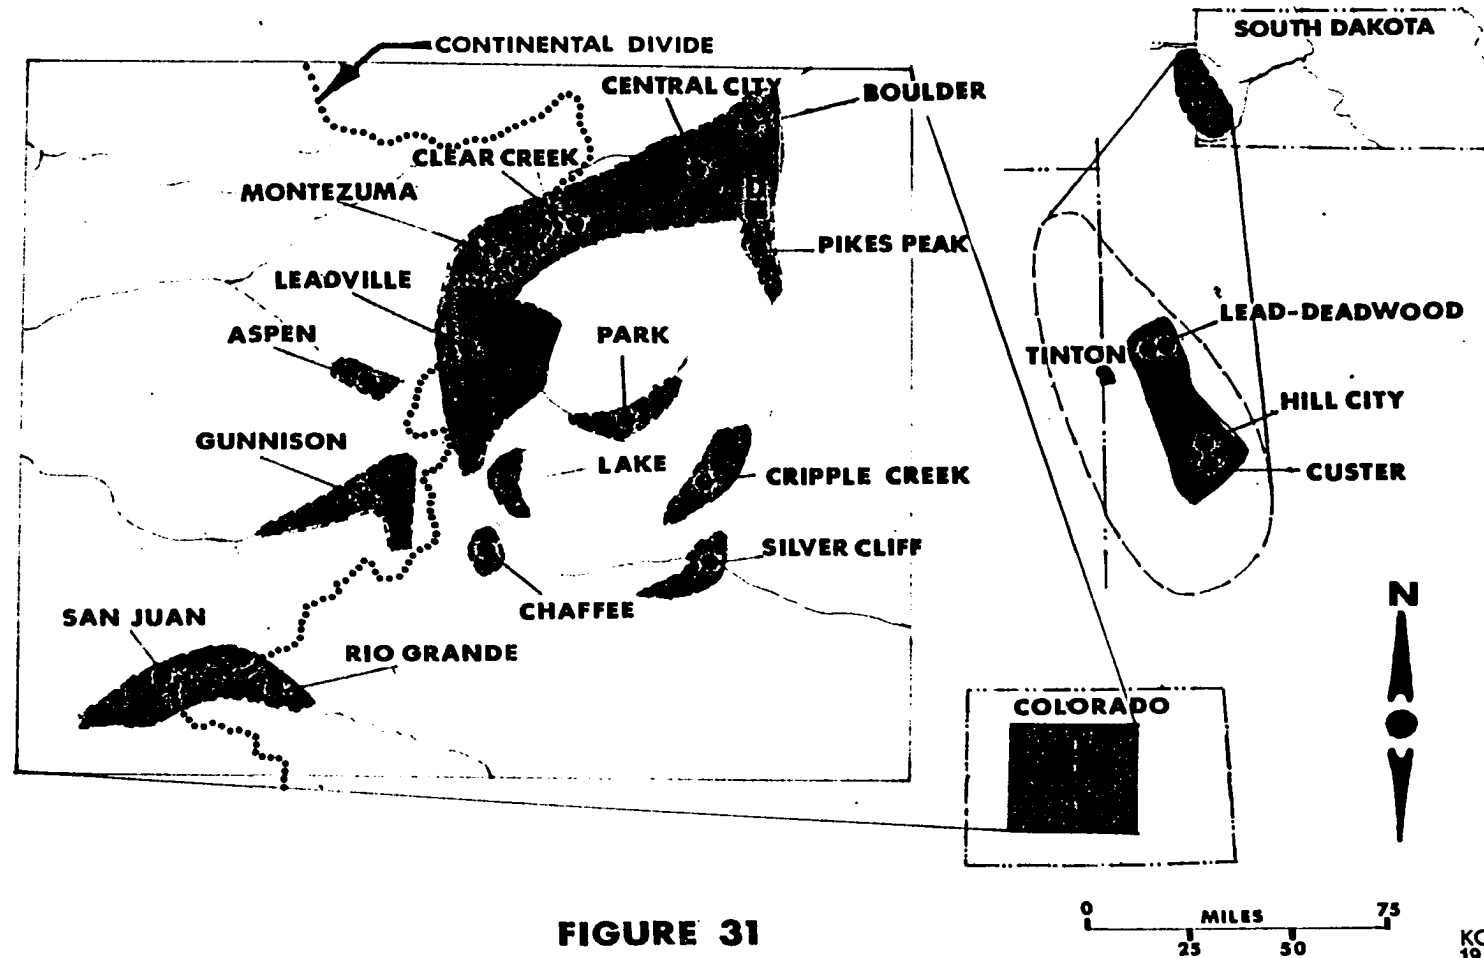 SOUTH DAKOTA
CONTINENTAL DIVIDE
CENTRAL CITY
BOULDER
CLEAR CREEK
MONTEZUMA
PIKES PEAK
LEADVILLE
LEAD-DEADWOOD
ASPEN
PARK
TINTON
HILL CITY
GUNNISON
LAKE
CRIPPLE CREEK
CUSTER
SILVER CLIFF
CHAFFEE
N
SAN JUAN
RIO GRANDE
COLORADO
0 MILES 75
25 50
FIGURE 31